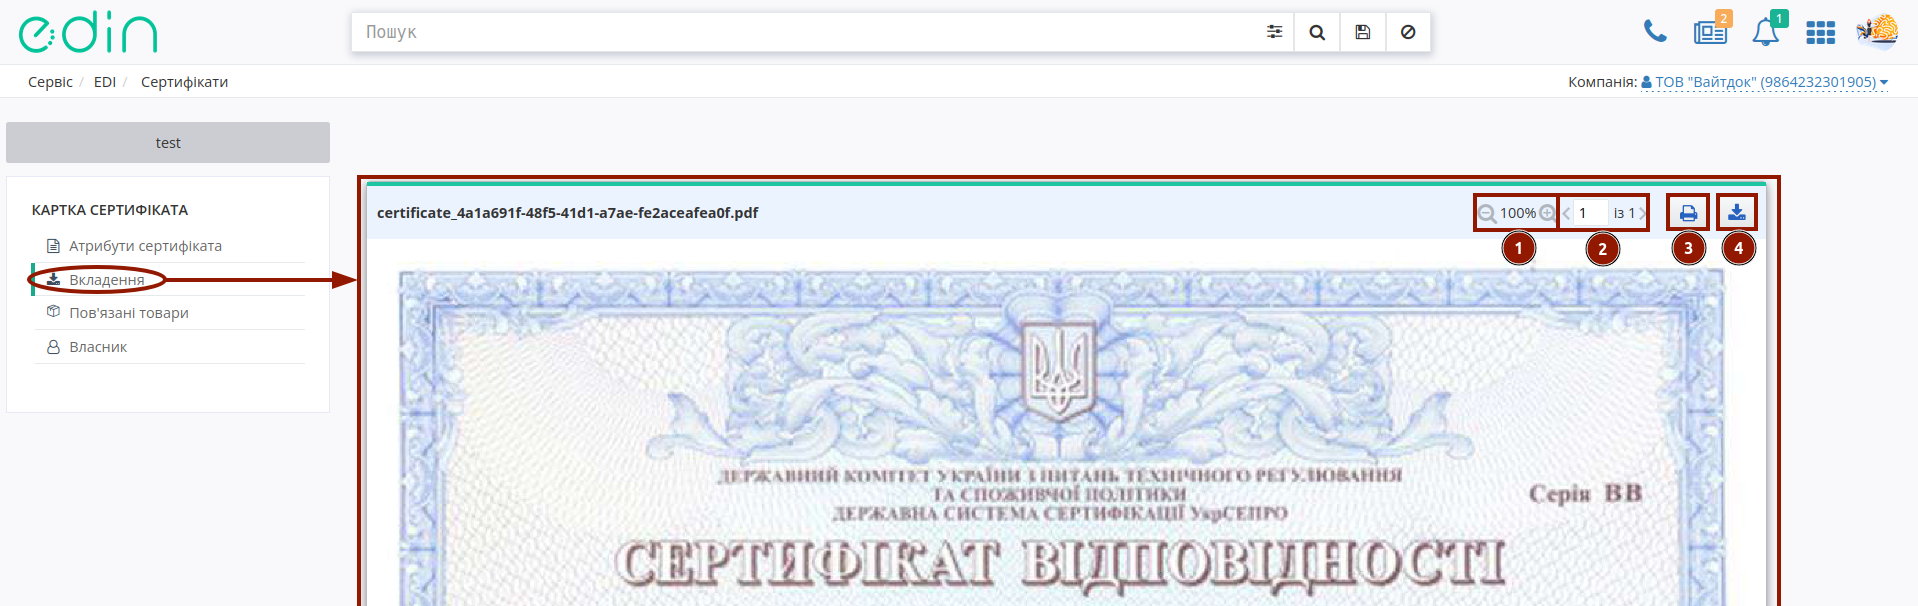 edin
Пошук
2
1
Сервіс / EDI / Сертифікати
Компанія: ТОВ "Вайтдок" (9864232301905)
test
КАРТКА СЕРТИФІКАТА
Атрибути сертифіката
Вкладення
Пов'язані товари
Власник
certificate_4a1a691f-48f5-41d1-a7ae-fe2aceafea0f.pdf
100%
1 із 1
1
2
3
4
ДЕРЖАВНИЙ КОМІТЕТ УКРАЇНИ З ПИТАНЬ ТЕХНІЧНОГО РЕГУЛЮВАННЯ
ТА СПОЖИВЧОЇ ПОЛІТИКИ
ДЕРЖАВНА СИСТЕМА СЕРТИФІКАЦІЇ УкрСЕПРО
Серія ВВ
СЕРТИФІКАТ ВІДПОВІДНОСТІ